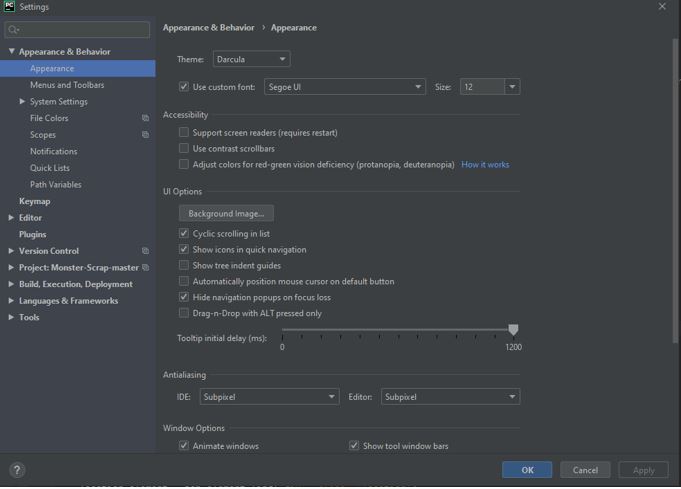 PC
Settings
Appearance & Behavior › Appearance
Appearance & Behavior
Appearance
Menus and Toolbars
System Settings
File Colors
Scopes
Notifications
Quick Lists
Path Variables
Keymap
Editor
Plugins
Version Control
Project: Monster-Scrap-master
Build, Execution, Deployment
Languages & Frameworks
Tools
Theme: Darcula
Use custom font: Segoe UI Size: 12
Accessibility
Support screen readers (requires restart)
Use contrast scrollbars
Adjust colors for red-green vision deficiency (protanopia, deuteranopia) How it works
UI Options
Background Image...
Cyclic scrolling in list
Show icons in quick navigation
Show tree indent guides
Automatically position mouse cursor on default button
Hide navigation popups on focus loss
Drag-n-Drop with ALT pressed only
Tooltip initial delay (ms):
0 1200
Antialiasing
IDE: Subpixel Editor: Subpixel
Window Options
Animate windows Show tool window bars
? OK Cancel Apply